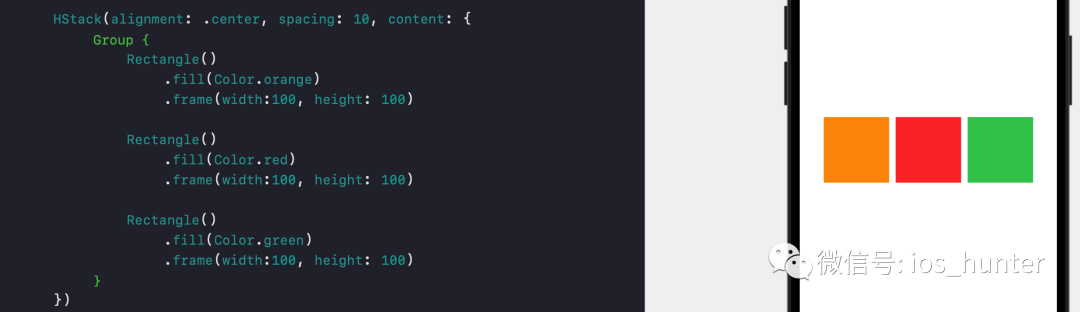 HStack(alignment: .center, spacing: 10, content: {
Group {
Rectangle()
.fill(Color.orange)
.frame(width:100, height: 100)
Rectangle()
.fill(Color.red)
.frame(width:100, height: 100)
Rectangle()
.fill(Color.green)
.frame(width:100, height: 100)
}
})
微信号: ios_hunter